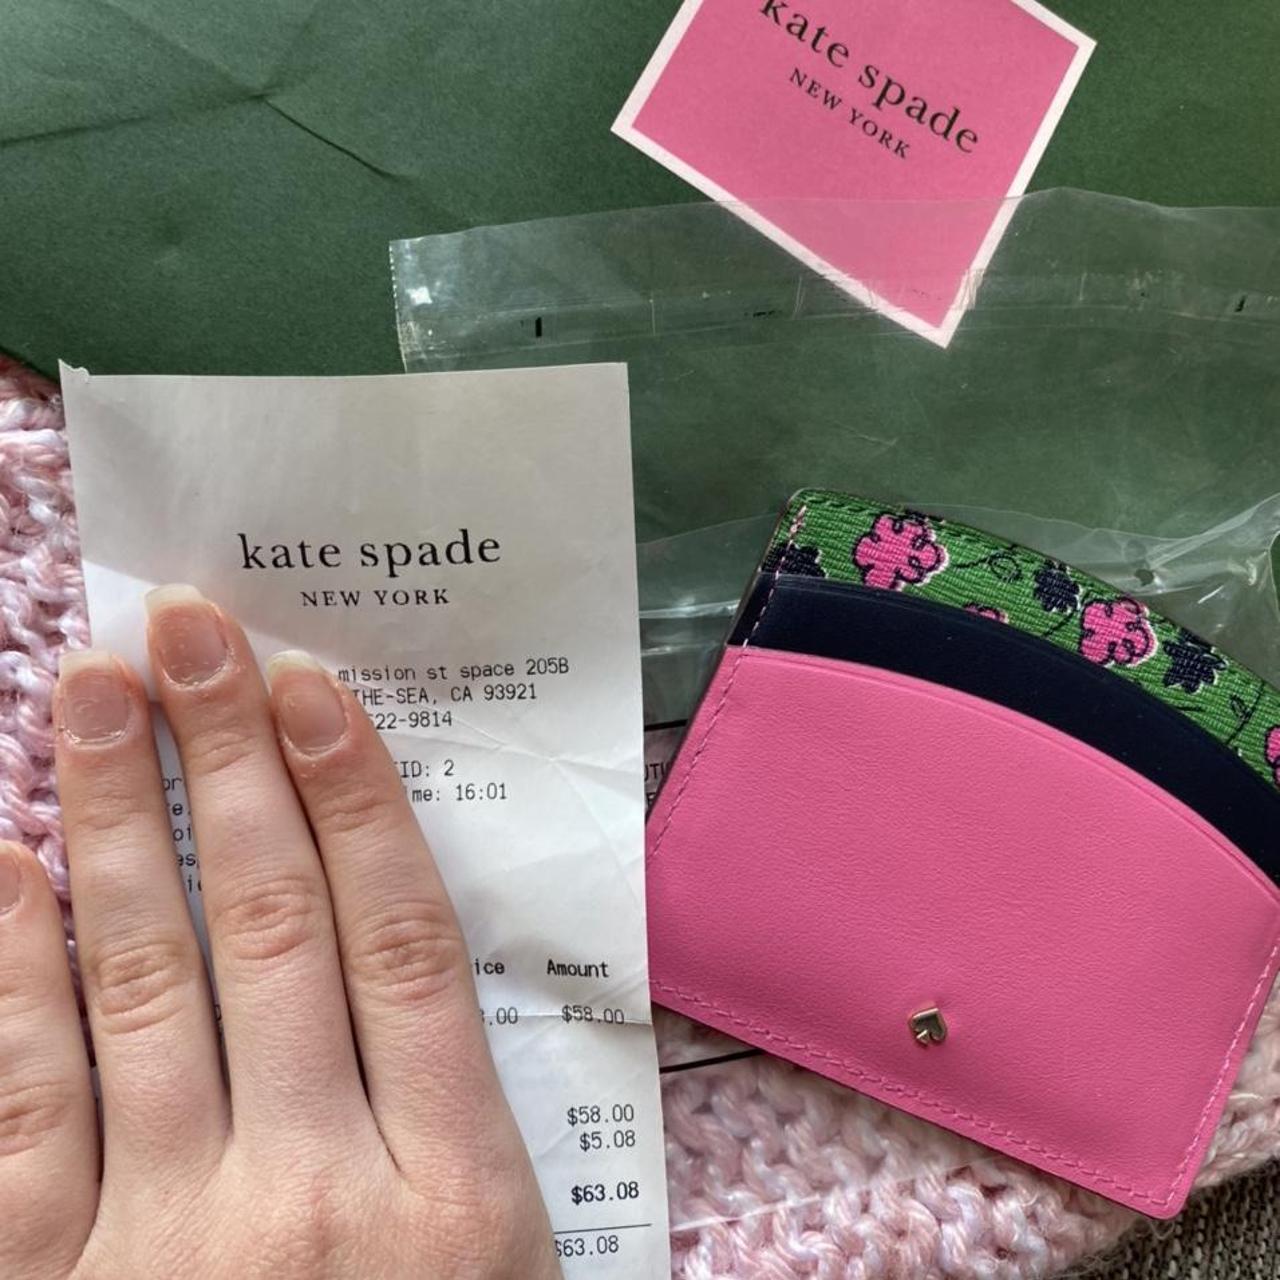 kate spade
NEW YORK
kate spade
NEW YORK
mission st space 205B
THE-SEA, CA 93921
522-9814
ID: 2
me: 16:01
ice Amount
.00 $58.00
$58.00
$5.08
$63.08
$63.08